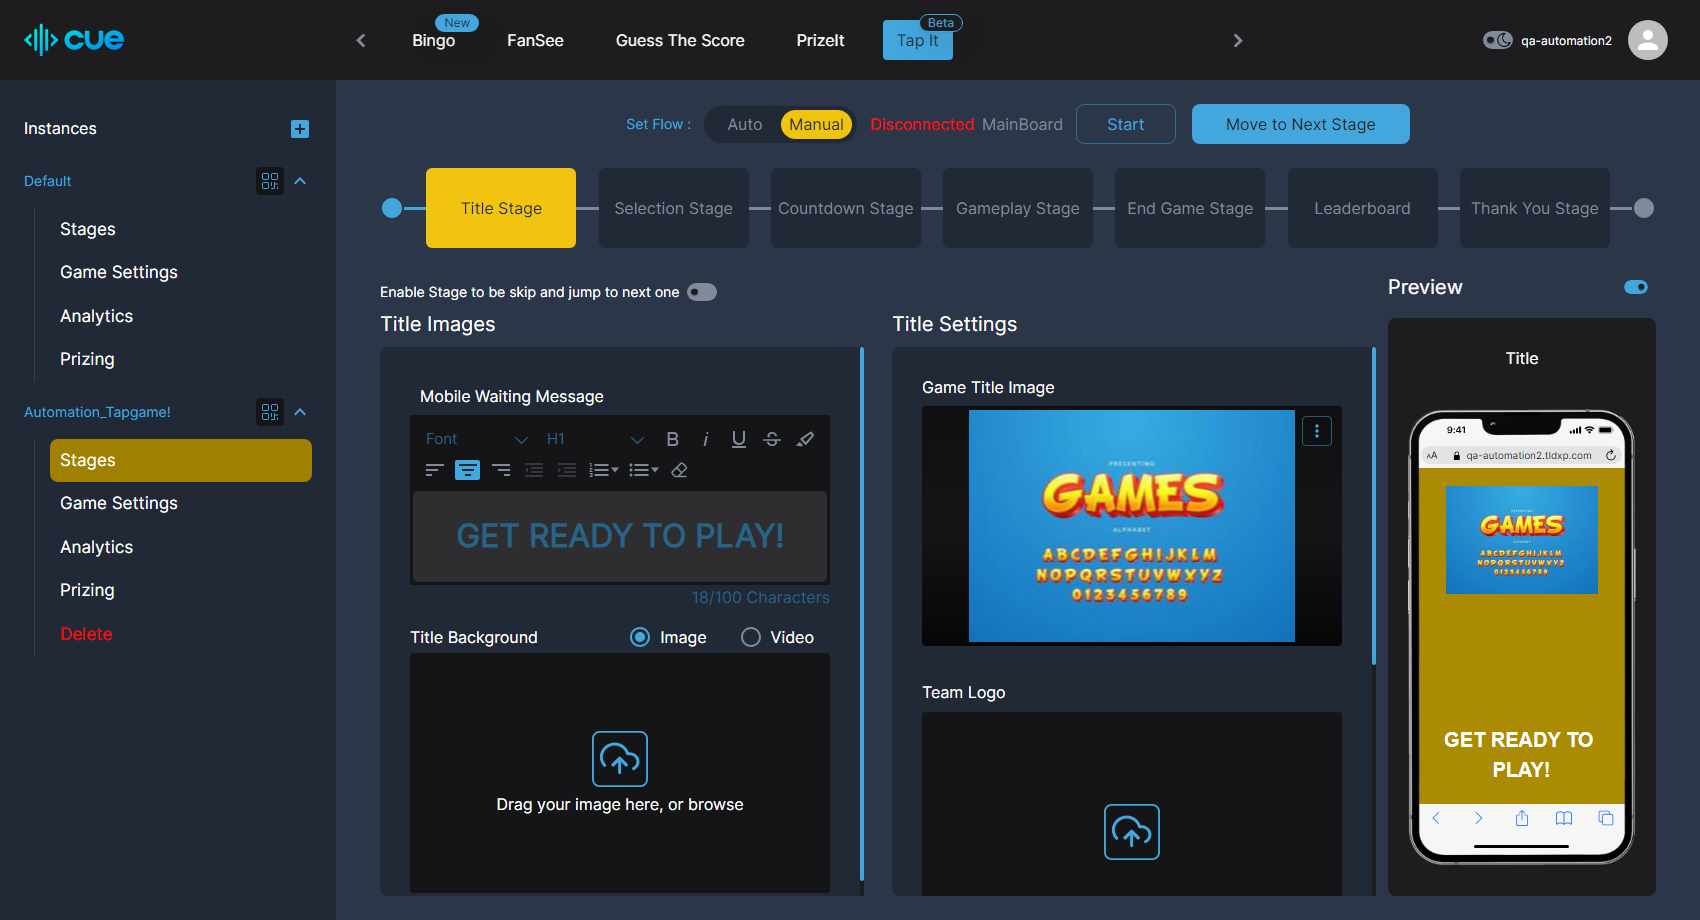 cue
New
Bingo
FanSee
Guess The Score
PrizeIt
Beta
Tap It
qa-automation2
Instances
Default
Stages
Game Settings
Analytics
Prizing
Automation_Tapgame!
Stages
Game Settings
Analytics
Prizing
Delete
Set Flow :
Auto
Manual
Disconnected MainBoard
Start
Move to Next Stage
Title Stage
Selection Stage
Countdown Stage
Gameplay Stage
End Game Stage
Leaderboard
Thank You Stage
Enable Stage to be skip and jump to next one
Title Images
Mobile Waiting Message
Font
H1
B i U S
GET READY TO PLAY!
18/100 Characters
Title Background
Image
Video
Drag your image here, or browse
Title Settings
Game Title Image
PRESENTING
GAMES
ALPHABET
ABCDEFGHIJKLM
NOPQRSTUVWXYZ
0123456789
Team Logo
Preview
Title
9:41
AA
qa-automation2.tldxp.com
PRESENTING
GAMES
ALPHABET
ABCDEFGHIJKLM
NOPQRSTUVWXYZ
0123456789
GET READY TO
PLAY!